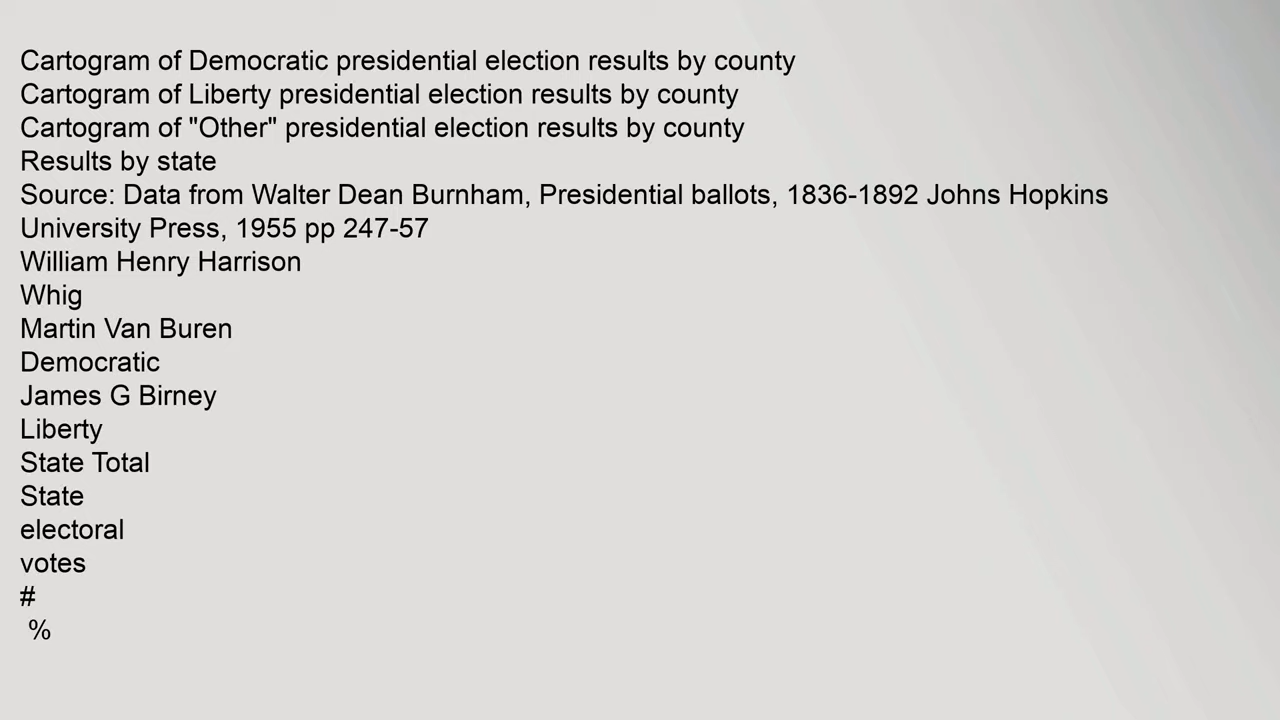 Cartogram of Democratic presidential election results by county
Cartogram of Liberty presidential election results by county
Cartogram of "Other" presidential election results by county
Results by state
Source: Data from Walter Dean Burnham, Presidential ballots, 1836-1892 Johns Hopkins
University Press, 1955 pp 247-57
William Henry Harrison
Whig
Martin Van Buren
Democratic
James G Birney
Liberty
State Total
State
electoral
votes
#
%